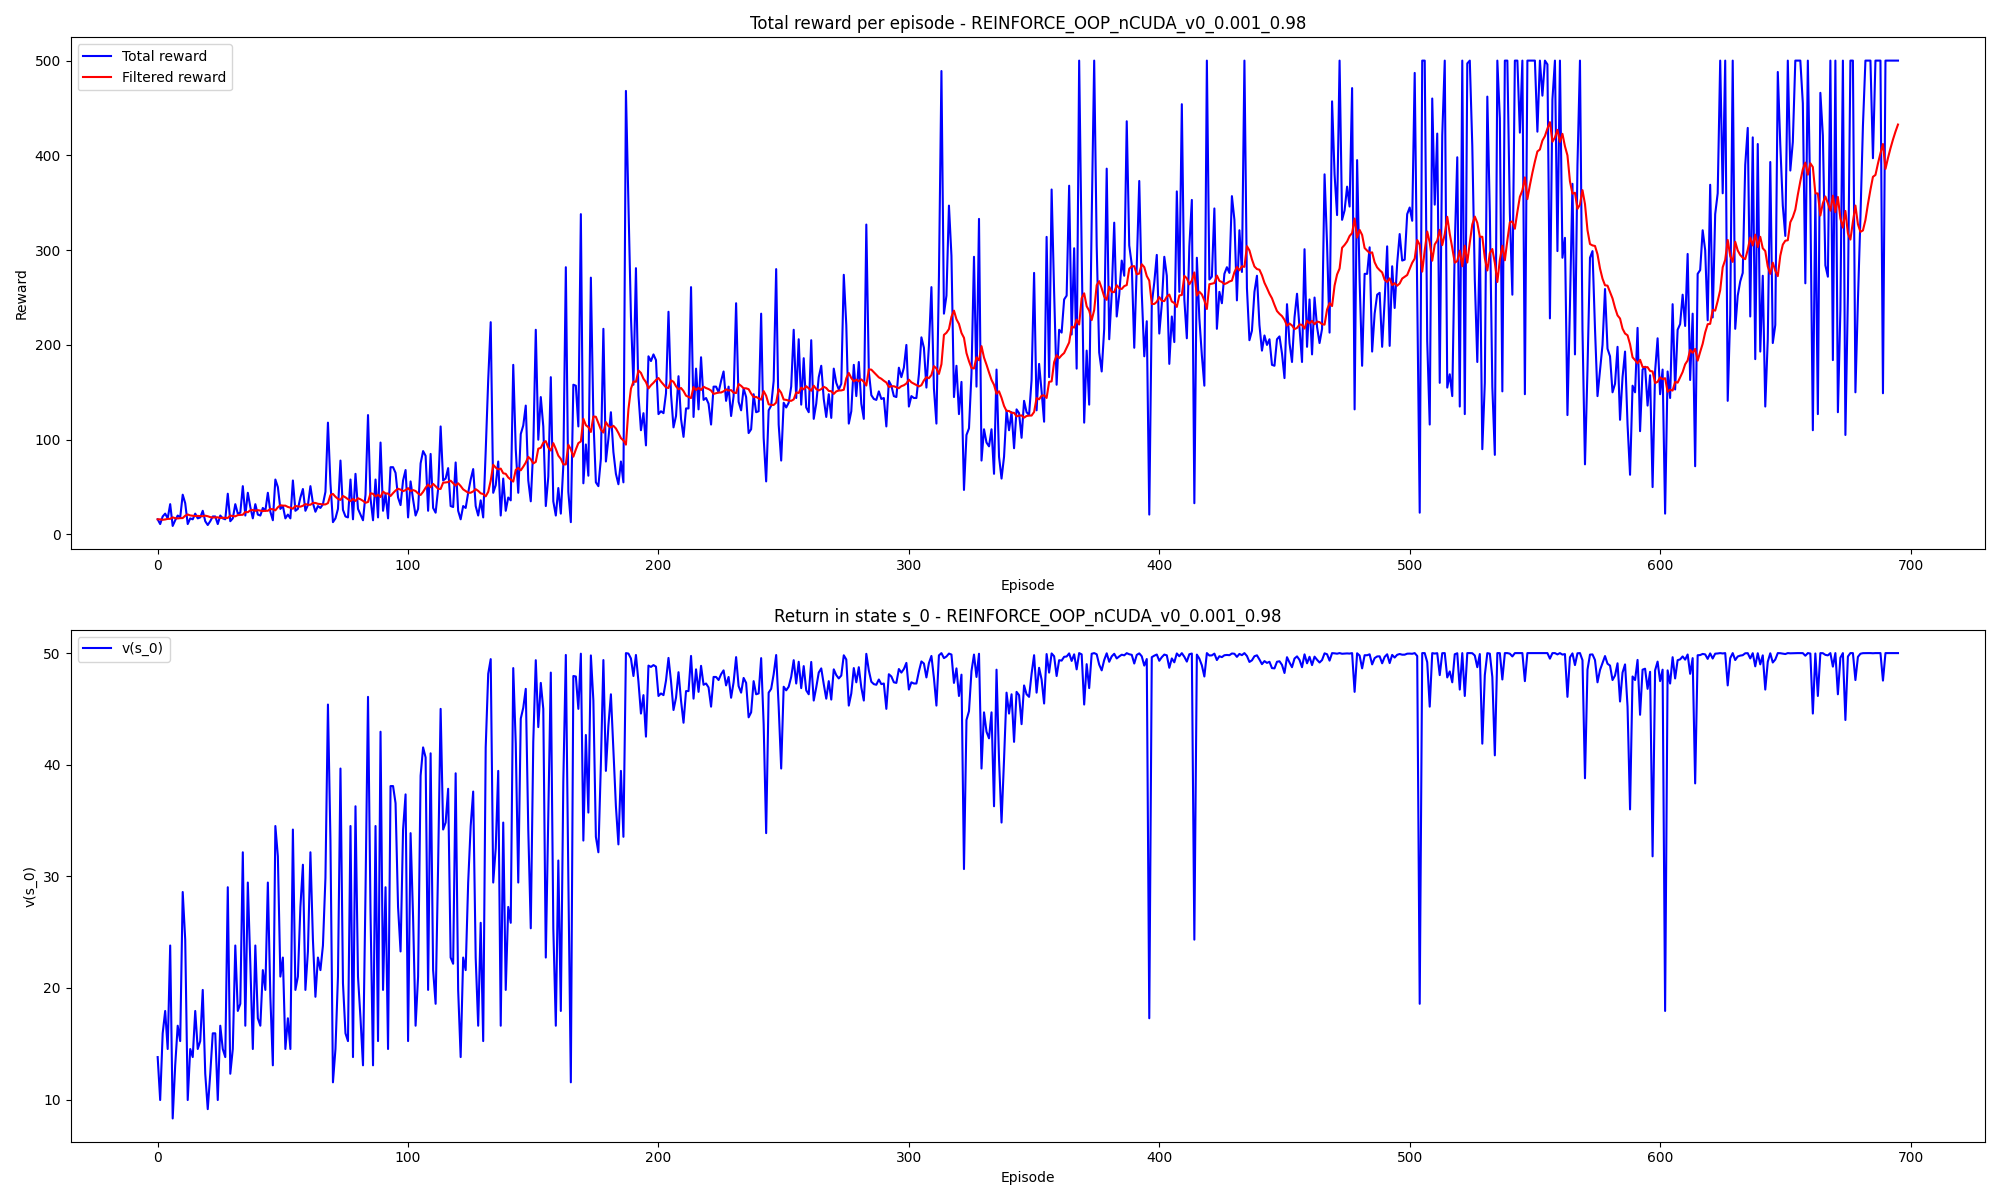 Total reward per episode - REINFORCE_OOP_nCUDA_v0_0.001_0.98
Total reward
Filtered reward
Reward
500
400
300
200
100
0
0 100 200 300 400 500 600 700
Episode
Return in state s_0 - REINFORCE_OOP_nCUDA_v0_0.001_0.98
v(s_0)
v(s_0)
50
40
30
20
10
0 100 200 300 400 500 600 700
Episode